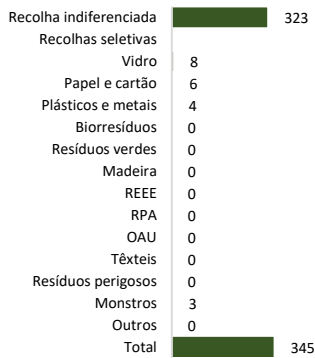 Recolha indiferenciada 323
Recolhas seletivas
Vidro 8
Papel e cartão 6
Plásticos e metais 4
Biorresíduos 0
Resíduos verdes 0
Madeira 0
REEE 0
RPA 0
OAU 0
Têxteis 0
Resíduos perigosos 0
Monstros 3
Outros 0
Total 345